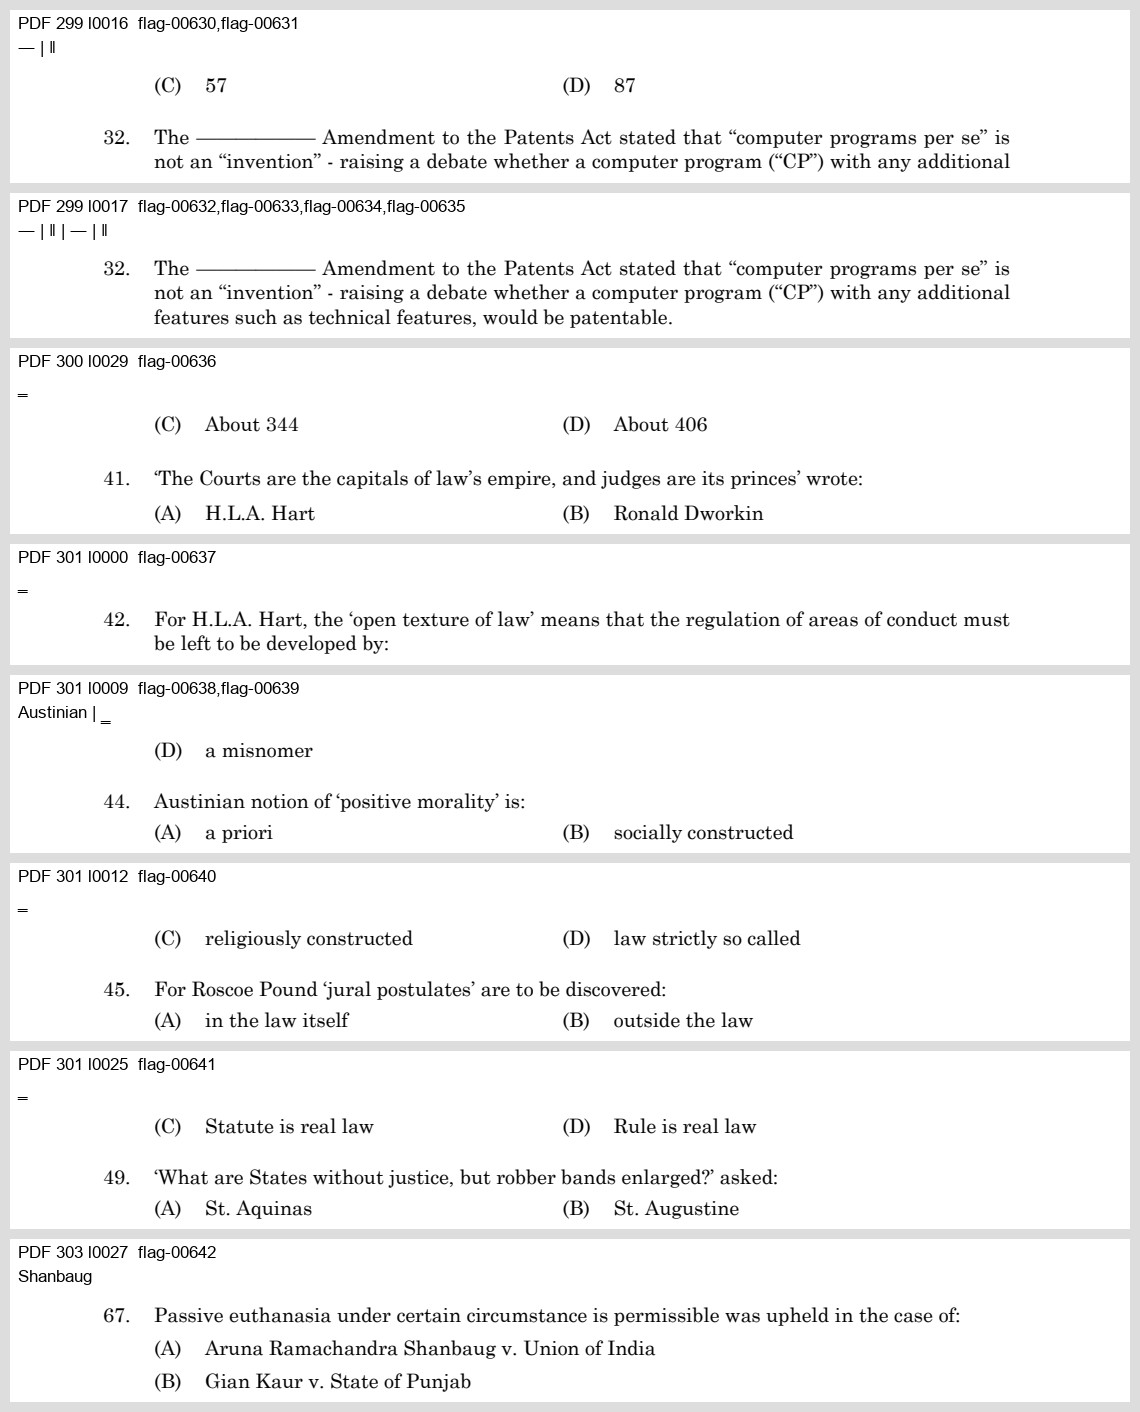 PDF 299 l0016 flag-00630,flag-00631
— | ‖
(C) 57 (D) 87
32. The —————— Amendment to the Patents Act stated that “computer programs per se” is
not an “invention” - raising a debate whether a computer program (“CP”) with any additional
PDF 299 l0017 flag-00632,flag-00633,flag-00634,flag-00635
— | ‖ | — | ‖
32. The —————— Amendment to the Patents Act stated that “computer programs per se” is
not an “invention” - raising a debate whether a computer program (“CP”) with any additional
features such as technical features, would be patentable.
PDF 300 l0029 flag-00636
‗
(C) About 344 (D) About 406
41. ‘The Courts are the capitals of law’s empire, and judges are its princes’ wrote:
(A) H.L.A. Hart (B) Ronald Dworkin
PDF 301 l0000 flag-00637
‗
42. For H.L.A. Hart, the ‘open texture of law’ means that the regulation of areas of conduct must
be left to be developed by:
PDF 301 l0009 flag-00638,flag-00639
Austinian | ‗
(D) a misnomer
44. Austinian notion of ‘positive morality’ is:
(A) a priori (B) socially constructed
PDF 301 l0012 flag-00640
‗
(C) religiously constructed (D) law strictly so called
45. For Roscoe Pound ‘jural postulates’ are to be discovered:
(A) in the law itself (B) outside the law
PDF 301 l0025 flag-00641
‗
(C) Statute is real law (D) Rule is real law
49. ‘What are States without justice, but robber bands enlarged?’ asked:
(A) St. Aquinas (B) St. Augustine
PDF 303 l0027 flag-00642
Shanbaug
67. Passive euthanasia under certain circumstance is permissible was upheld in the case of:
(A) Aruna Ramachandra Shanbaug v. Union of India
(B) Gian Kaur v. State of Punjab